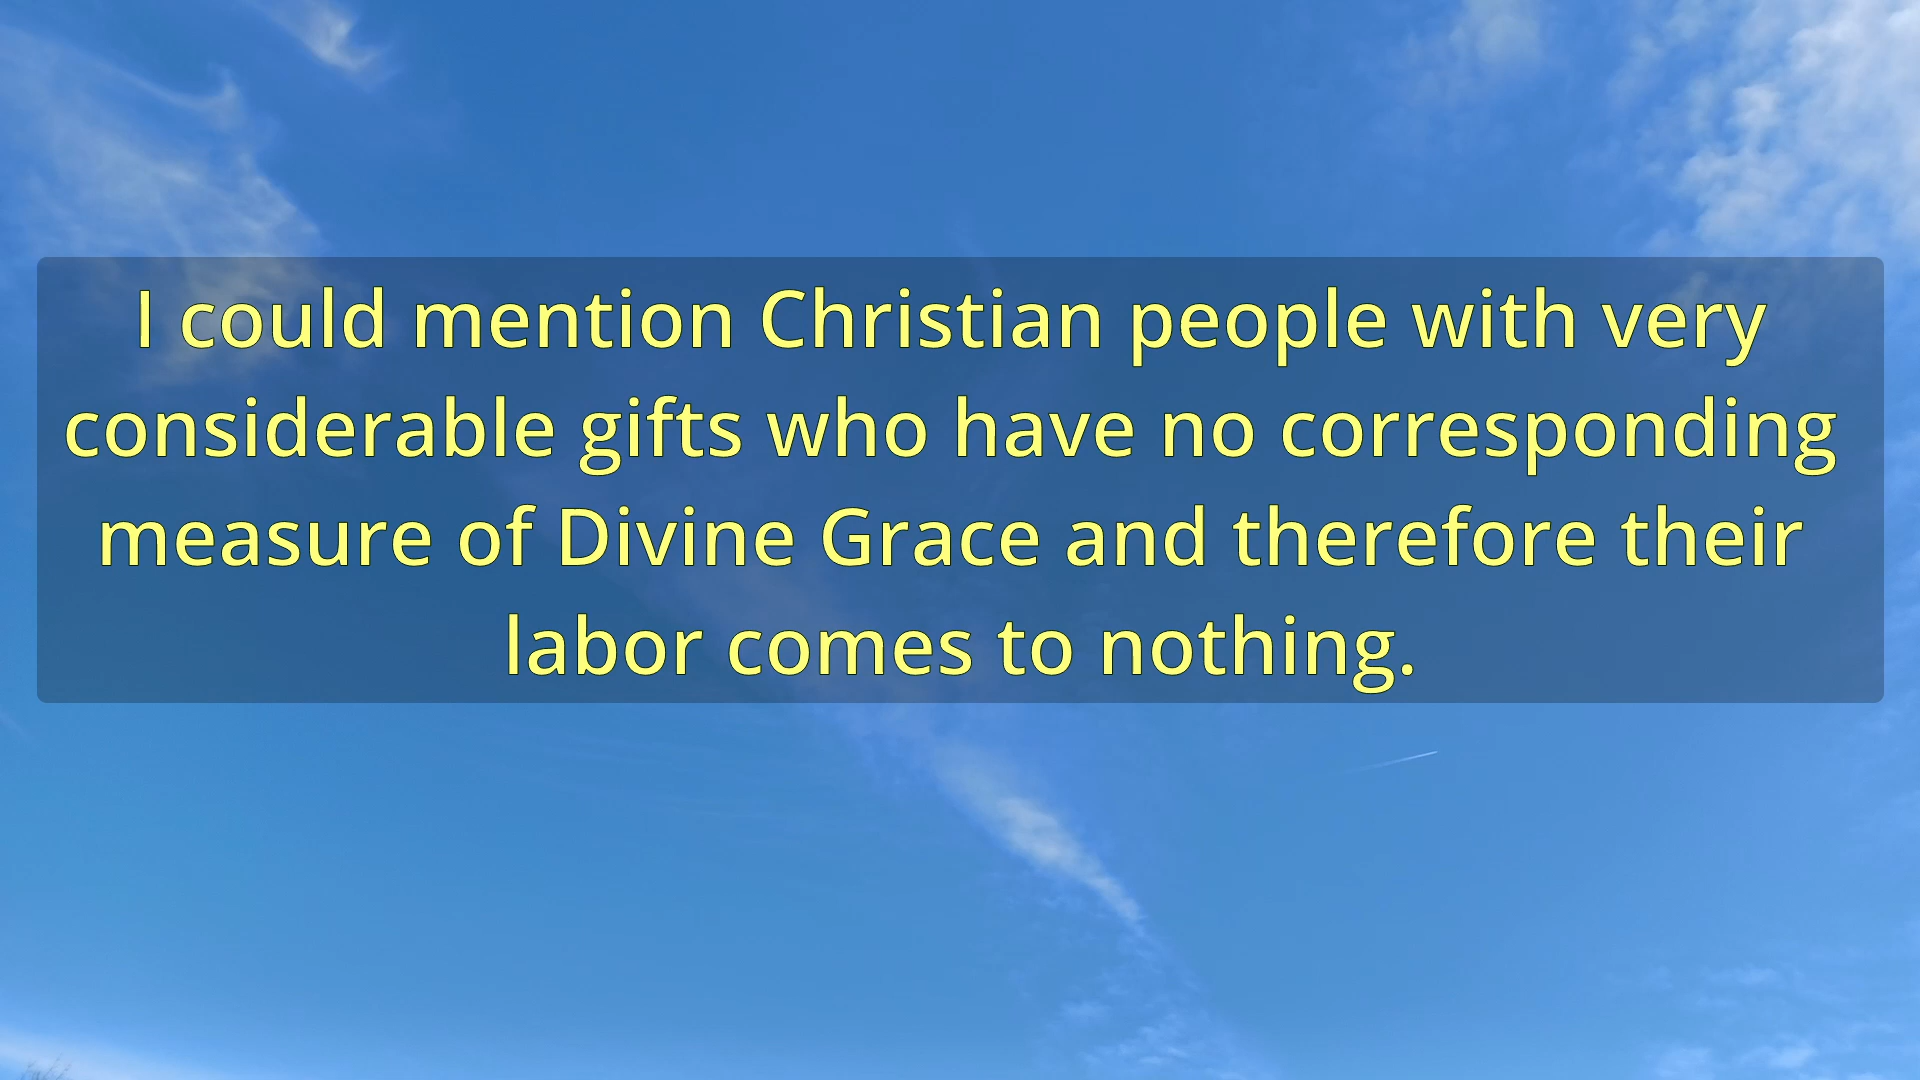 I could mention Christian people with very
considerable gifts who have no corresponding
measure of Divine Grace and therefore their
labor comes to nothing.